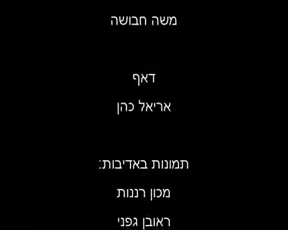 משה חבושה
דאף
אריאל כהן
תמונות באדיבות:
מכון רננות
ראובן גפני